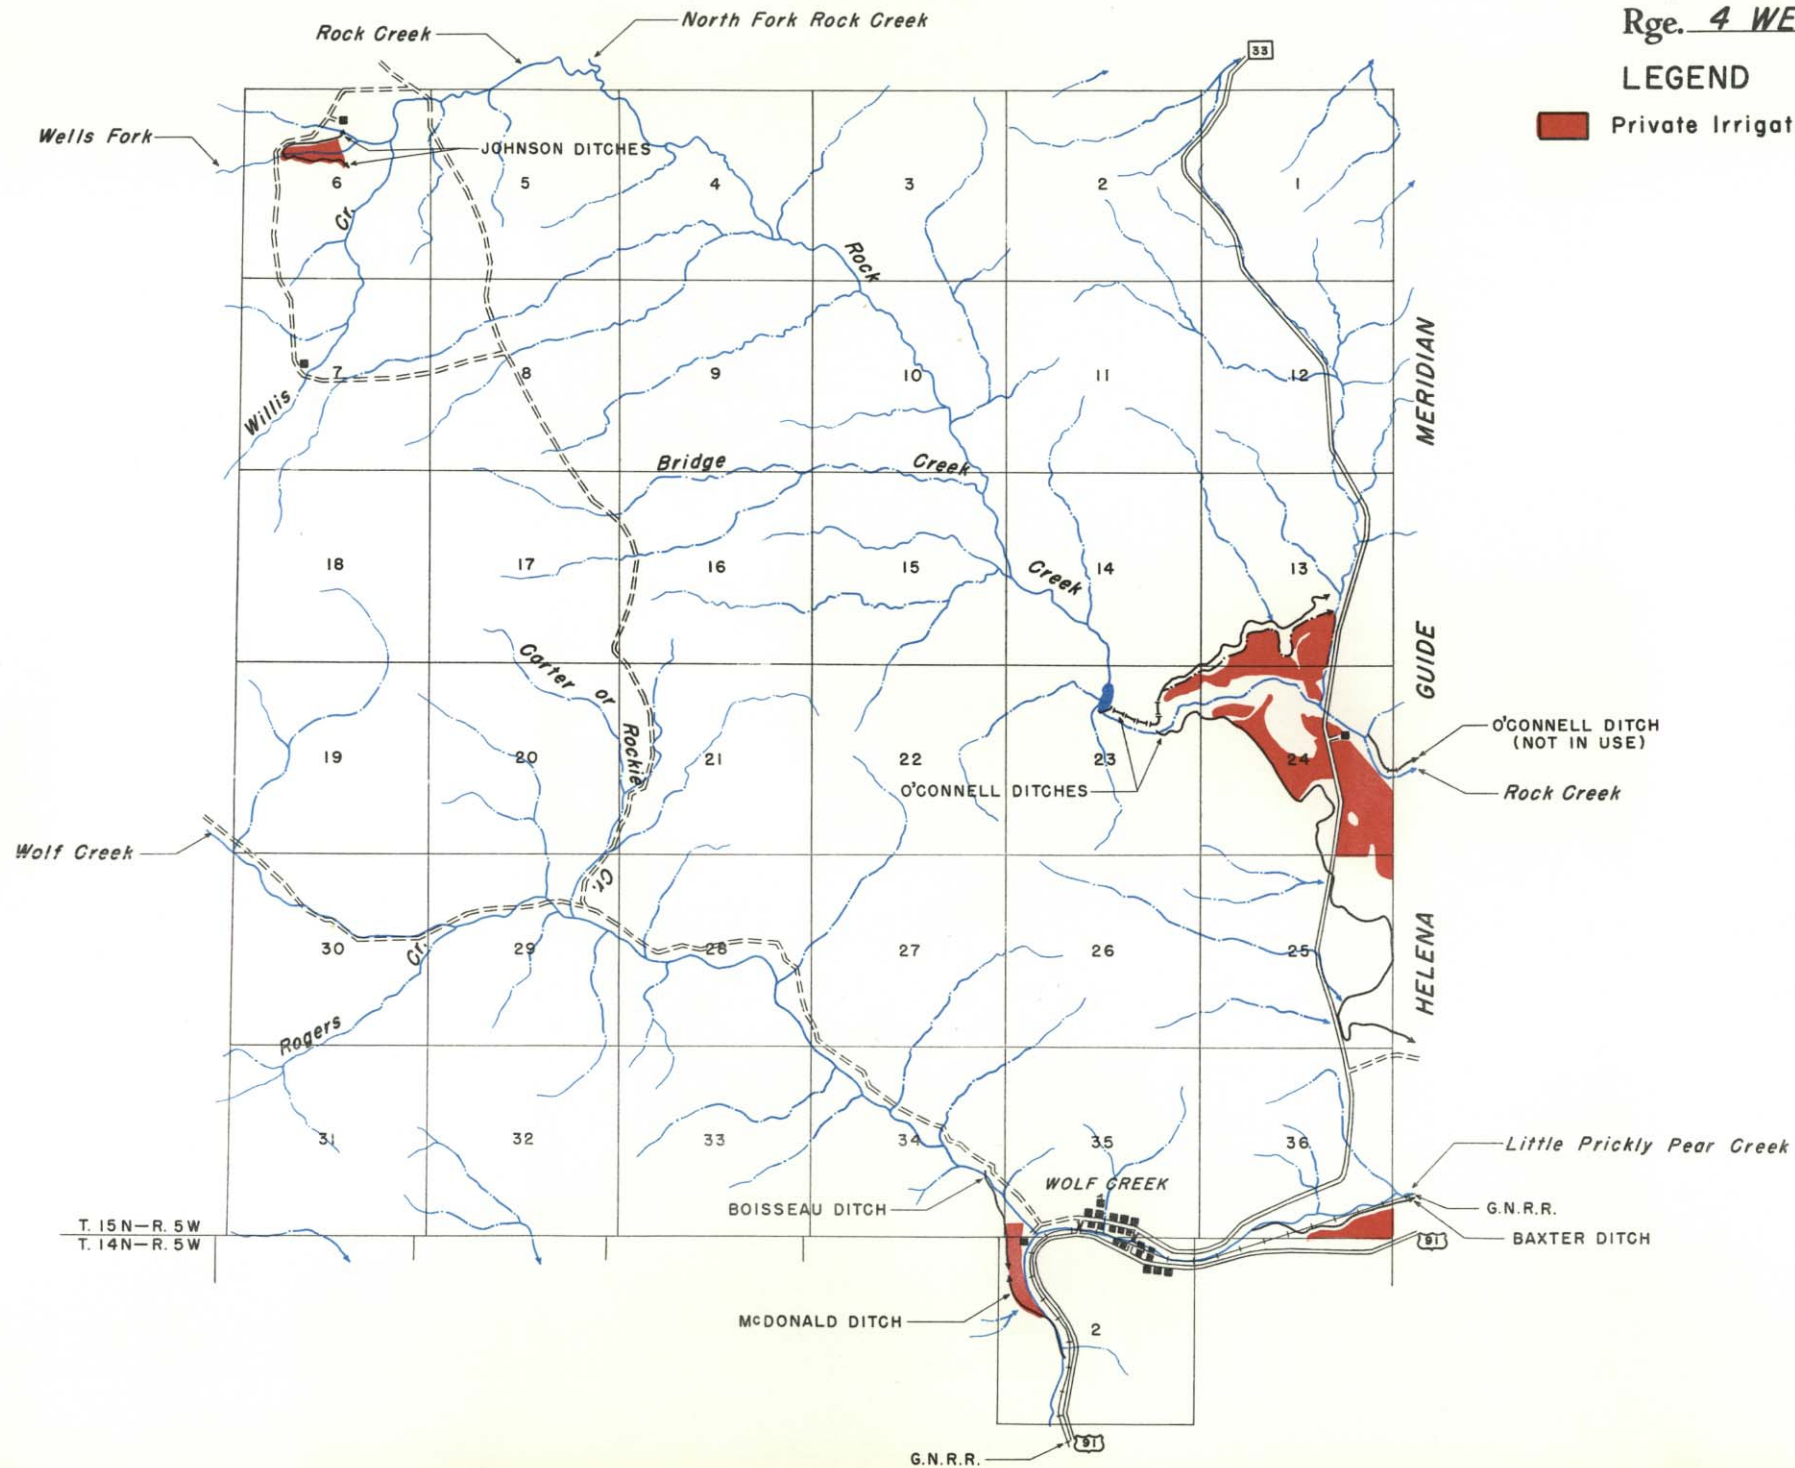 Rge. 4 WE
LEGEND
Private Irrigat
North Fork Rock Creek
Rock Creek
33
Wells Fork
JOHNSON DITCHES
6
5
4
3
2
1
Cr.
Rock
MERIDIAN
7
8
9
10
11
12
Willis
Bridge
Creek
18
17
16
15
Creek
14
13
GUIDE
Carter or
Rockie
Cr.
19
20
21
22
23
24
O'CONNELL DITCH
(NOT IN USE)
O'CONNELL DITCHES
Rock Creek
Wolf Creek
HELENA
30
29
28
27
26
25
Rogers
Cr.
31
32
33
34
35
36
Little Prickly Pear Creek
WOLF CREEK
BOISSEAU DITCH
G.N.R.R.
T. 15N—R. 5W
T. 14N—R. 5W
91
BAXTER DITCH
McDONALD DITCH
2
G.N.R.R.
91